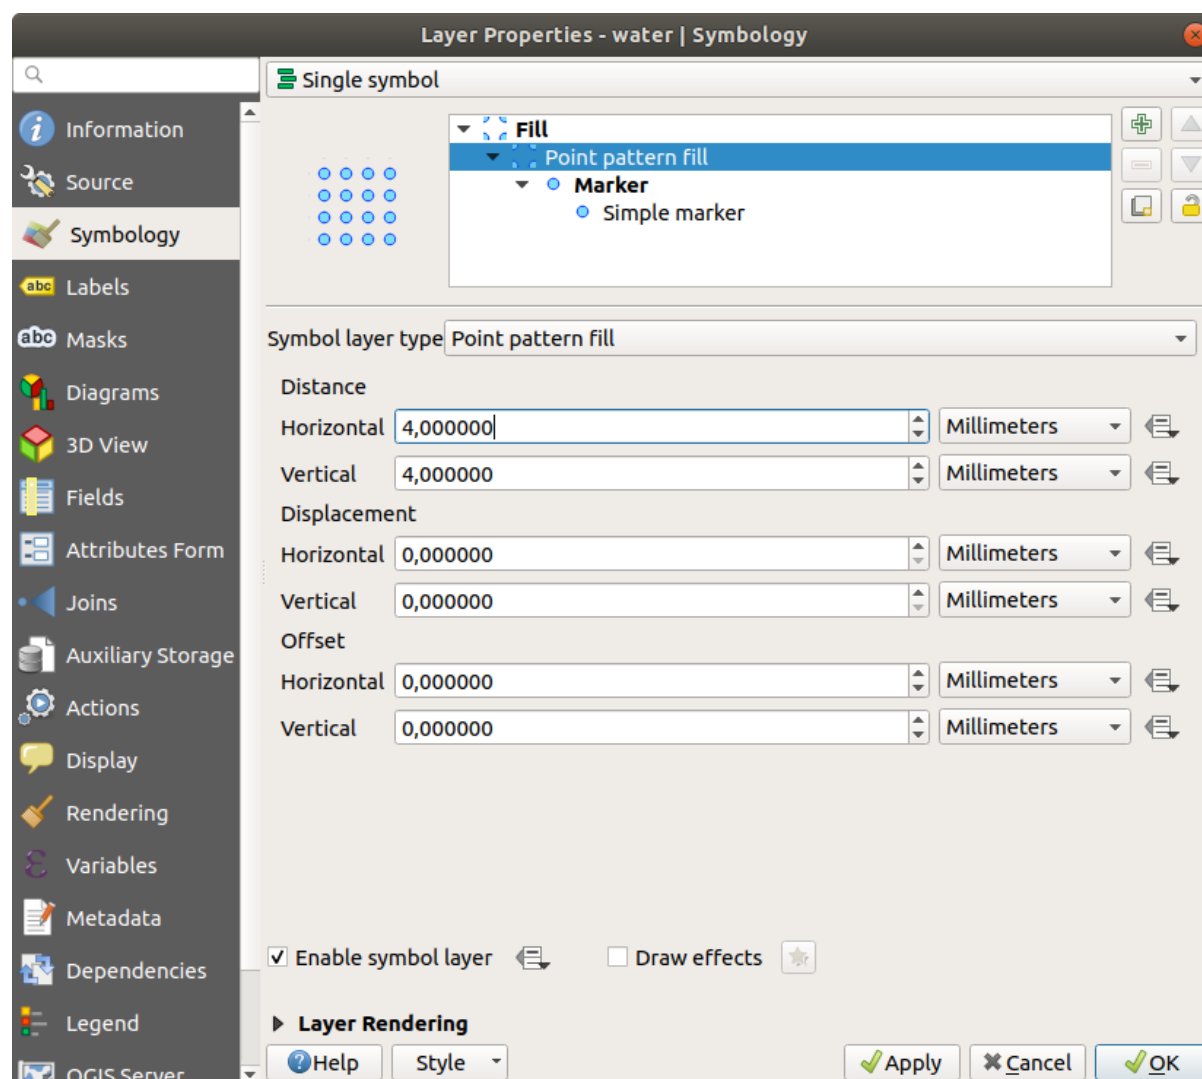 Layer Properties - water | Symbology
Single symbol
Information
Source
Symbology
abc Labels
abc Masks
Diagrams
3D View
Fields
Attributes Form
Joins
Auxiliary Storage
Actions
Display
Rendering
Variables
Metadata
Dependencies
Legend
QGIS Server
Fill
Point pattern fill
Marker
Simple marker
Symbol layer type Point pattern fill
Distance
Horizontal 4,000000 Millimeters
Vertical 4,000000 Millimeters
Displacement
Horizontal 0,000000 Millimeters
Vertical 0,000000 Millimeters
Offset
Horizontal 0,000000 Millimeters
Vertical 0,000000 Millimeters
Enable symbol layer Draw effects
Layer Rendering
Help Style Apply Cancel OK